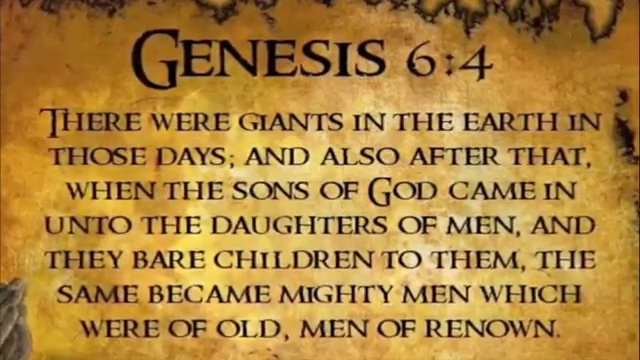 GENESIS 6:4
THERE WERE GIANTS IN THE EARTH IN
THOSE DAYS; AND ALSO AFTER THAT,
WHEN THE SONS OF GOD CAME IN
UNTO THE DAUGHTERS OF MEN, AND
THEY BARE CHILDREN TO THEM, THE
SAME BECAME MIGHTY MEN WHICH
WERE OF OLD, MEN OF RENOWN.